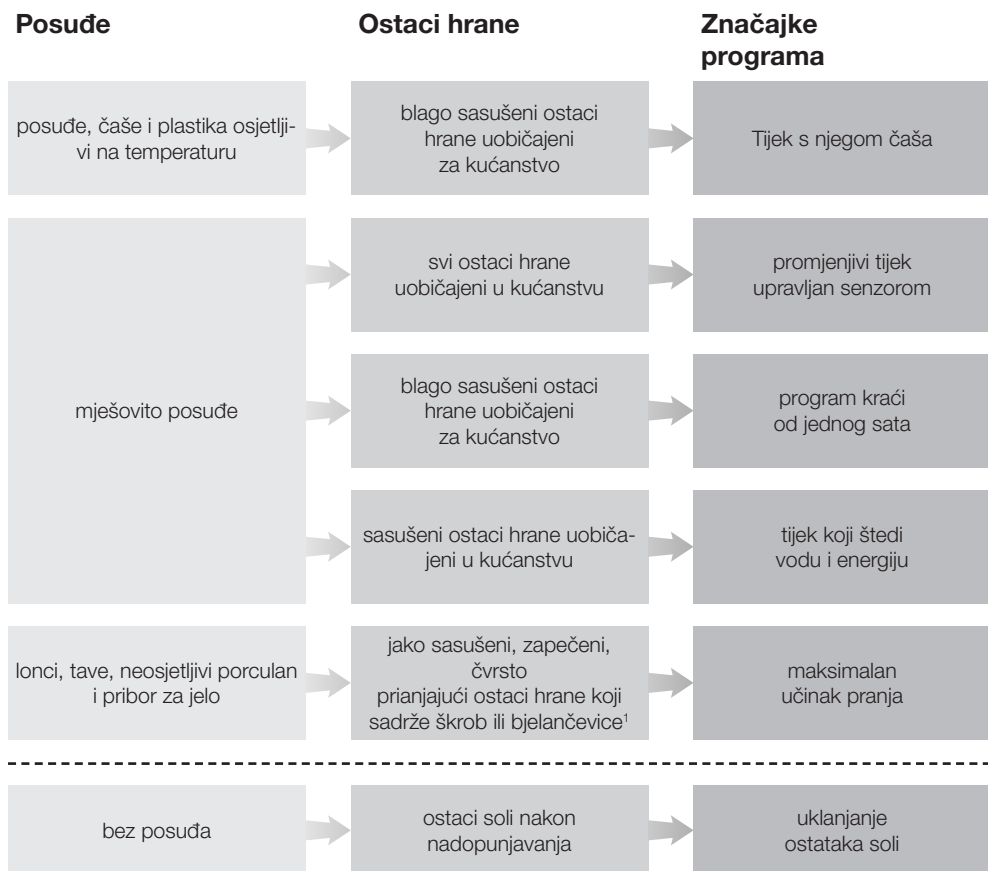 Posuđe
Ostaci hrane
Značajke
programa
posuđe, čaše i plastika osjetlji-
vi na temperaturu
blago sasušeni ostaci
hrane uobičajeni
za kućanstvo
Tijek s njegom čaša
mješovito posuđe
svi ostaci hrane
uobičajeni u kućanstvu
promjenjivi tijek
upravljan senzorom
blago sasušeni ostaci
hrane uobičajeni
za kućanstvo
program kraći
od jednog sata
sasušeni ostaci hrane uobiča-
jeni u kućanstvu
tijek koji štedi
vodu i energiju
lonci, tave, neosjetljivi porculan
i pribor za jelo
jako sasušeni, zapečeni,
čvrsto
prianjajući ostaci hrane koji
sadrže škrob ili bjelančevice¹
maksimalan
učinak pranja
bez posuđa
ostaci soli nakon
nadopunjavanja
uklanjanje
ostataka soli